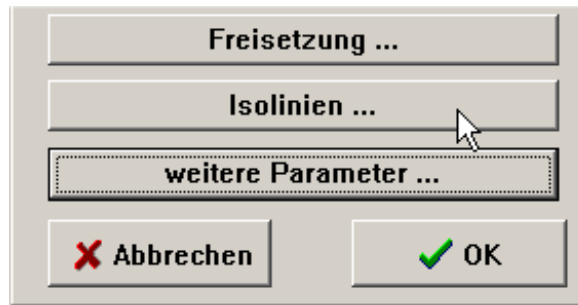 Freisetzung ...
Isolinien ...
weitere Parameter ...
Abbrechen
OK